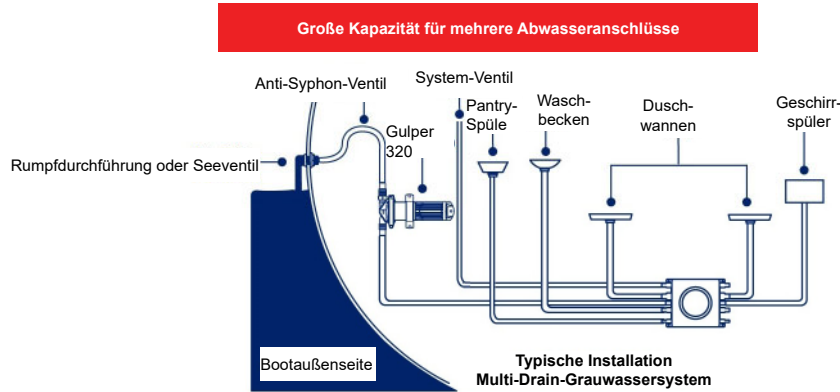 Große Kapazität für mehrere Abwasseranschlüsse
Anti-Syphon-Ventil
System-Ventil
Pantry-
Spüle
Wasch-
becken
Dusch-
wannen
Geschirr-
spüler
Gulper
320
Rumpfdurchführung oder Seeventil
Bootaußenseite
Typische Installation
Multi-Drain-Grauwassersystem